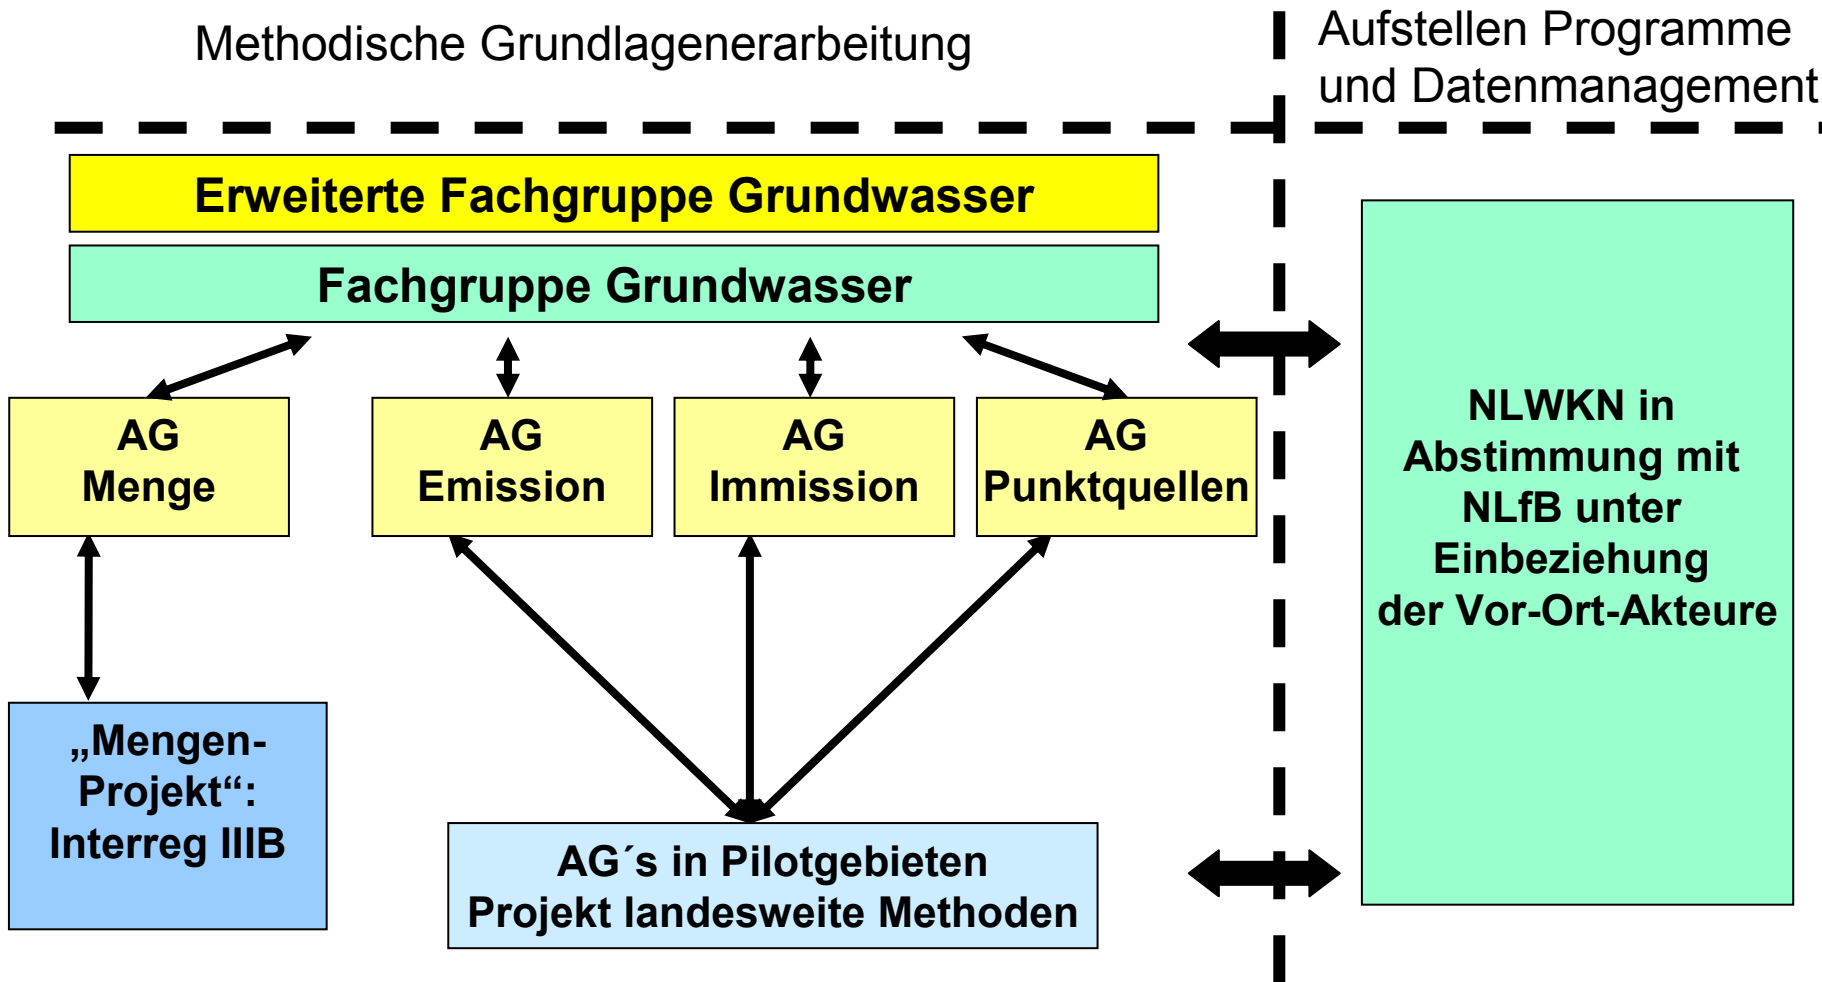 Methodische Grundlagenerarbeitung
Aufstellen Programme
und Datenmanagement
Erweiterte Fachgruppe Grundwasser
Fachgruppe Grundwasser
AG
Menge
AG
Emission
AG
Immission
AG
Punktquellen
„Mengen-
Projekt“:
Interreg IIIB
AG´s in Pilotgebieten
Projekt landesweite Methoden
NLWKN in
Abstimmung mit
NLfB unter
Einbeziehung
der Vor-Ort-Akteure